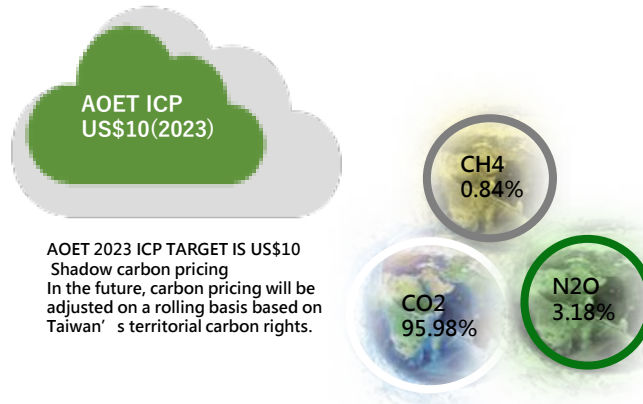 AOET ICP
US$10(2023)
CH4
0.84%
AOET 2023 ICP TARGET IS US$10
Shadow carbon pricing
In the future, carbon pricing will be
adjusted on a rolling basis based on
Taiwan’s territorial carbon rights.
CO2
95.98%
N2O
3.18%